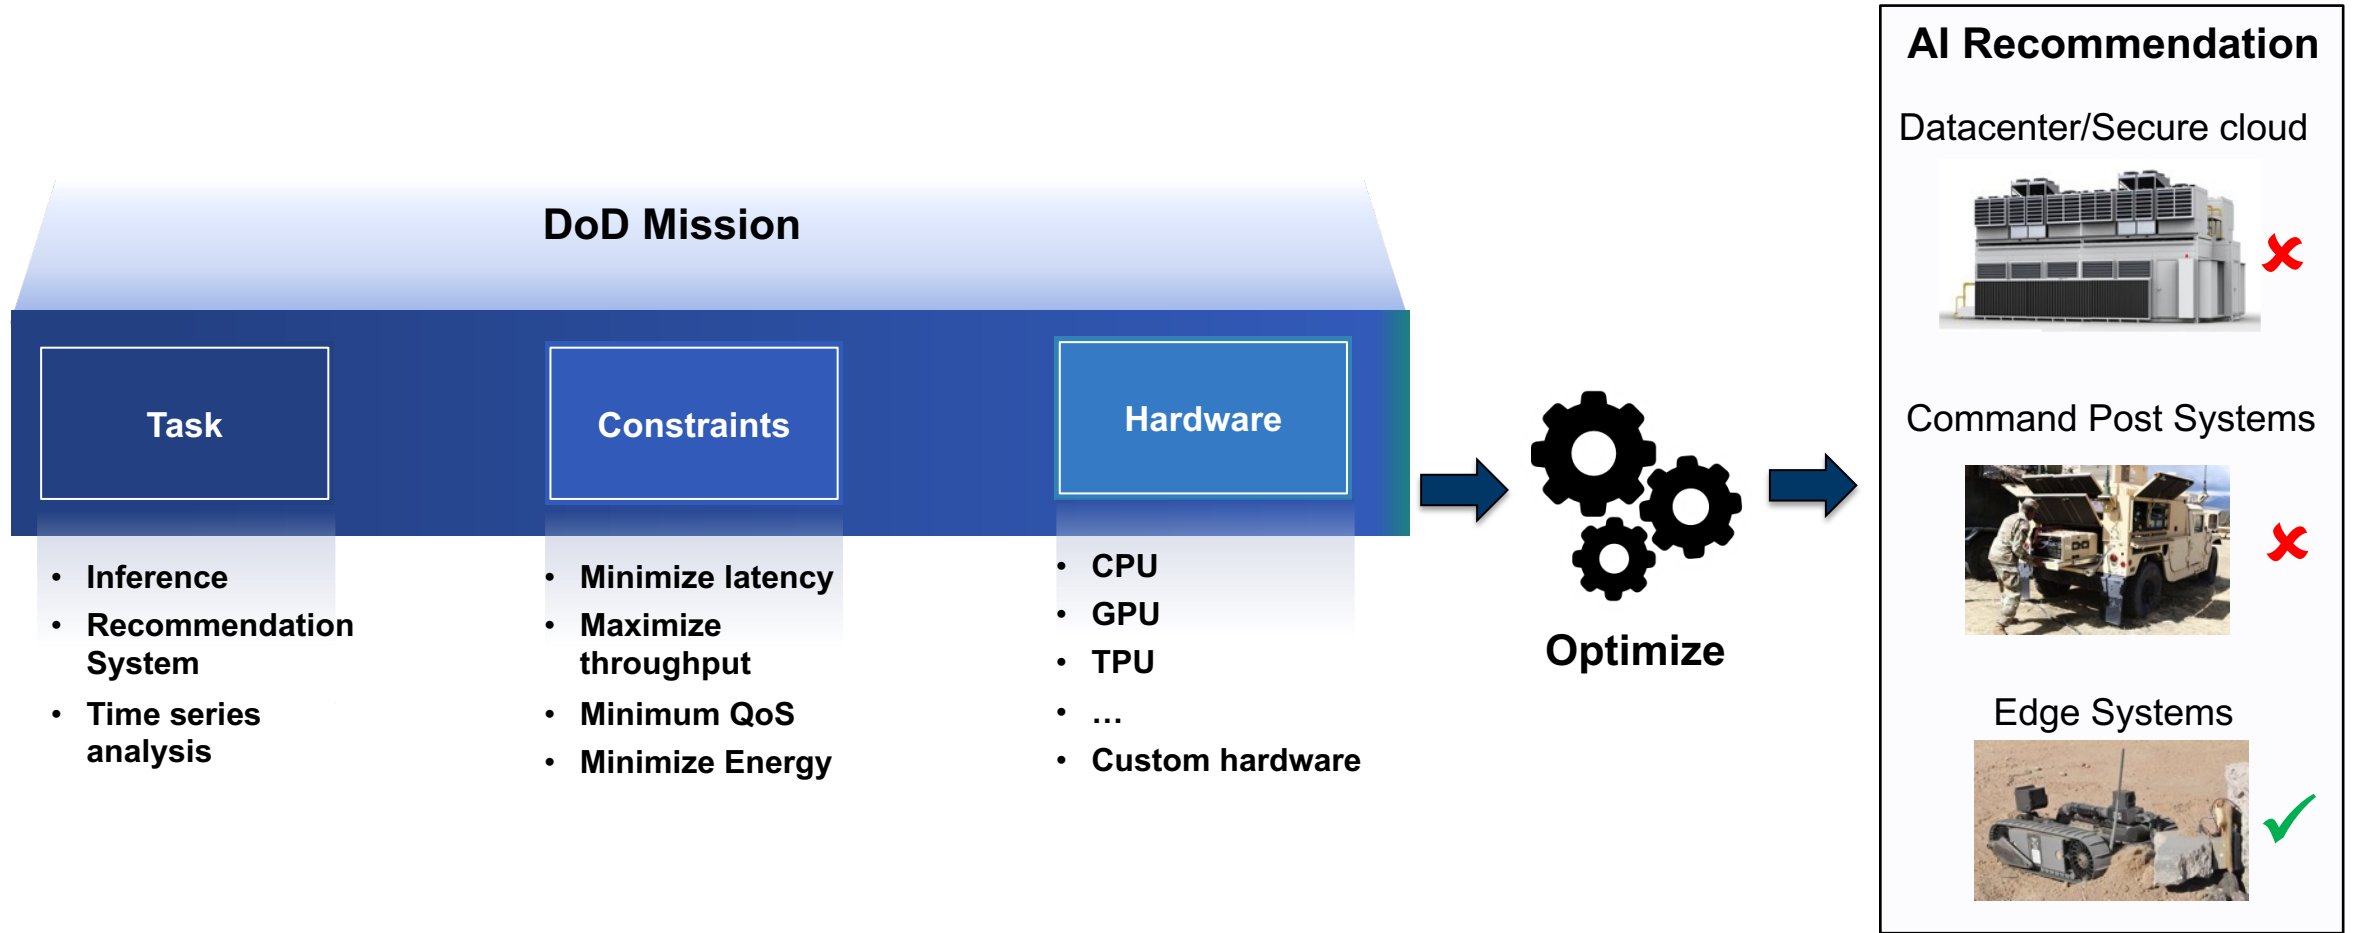 AI Recommendation
Datacenter/Secure cloud
DoD Mission
Task
Constraints
Hardware
Command Post Systems
• Inference
• Recommendation
System
• Time series
analysis
• Minimize latency
• Maximize
throughput
• Minimum QoS
• Minimize Energy
• CPU
• GPU
• TPU
• …
• Custom hardware
Optimize
Edge Systems